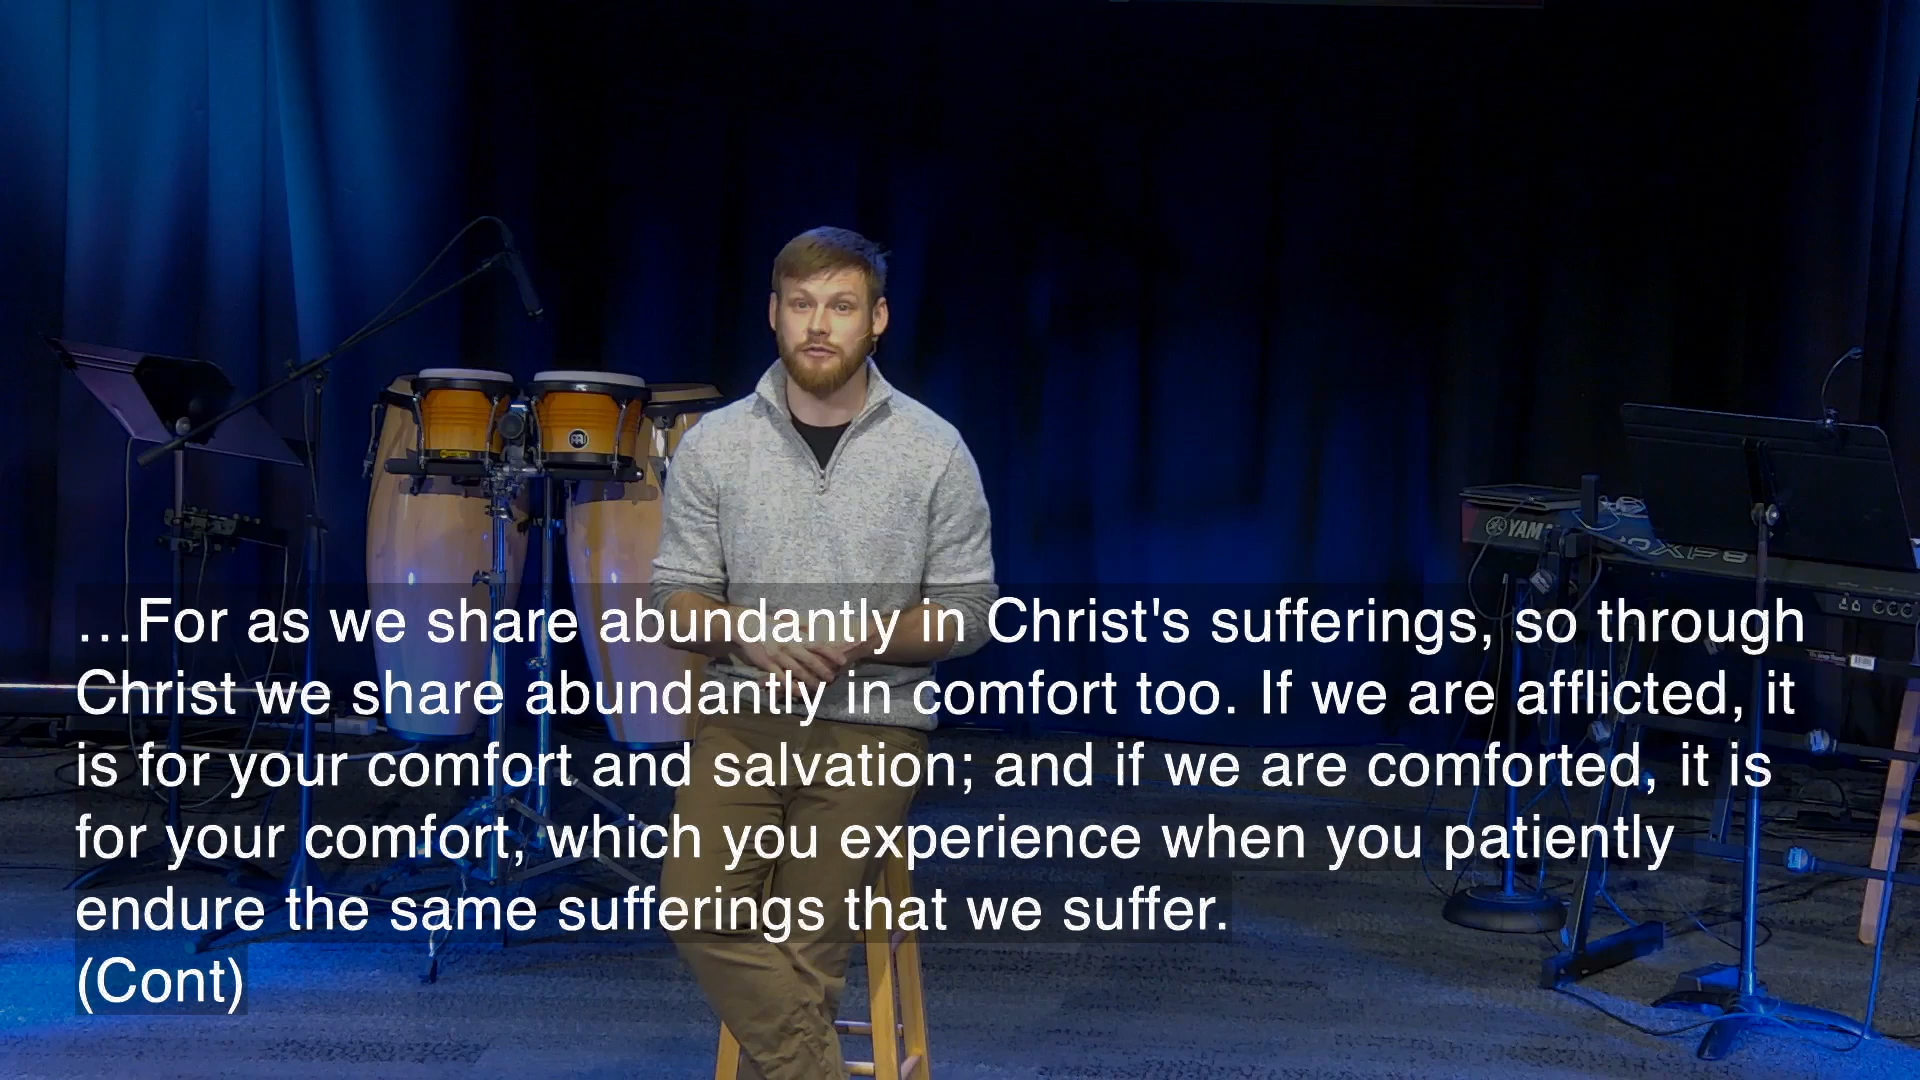 …For as we share abundantly in Christ's sufferings, so through
Christ we share abundantly in comfort too. If we are afflicted, it
is for your comfort and salvation; and if we are comforted, it is
for your comfort, which you experience when you patiently
endure the same sufferings that we suffer.
(Cont)
YAM
XF8